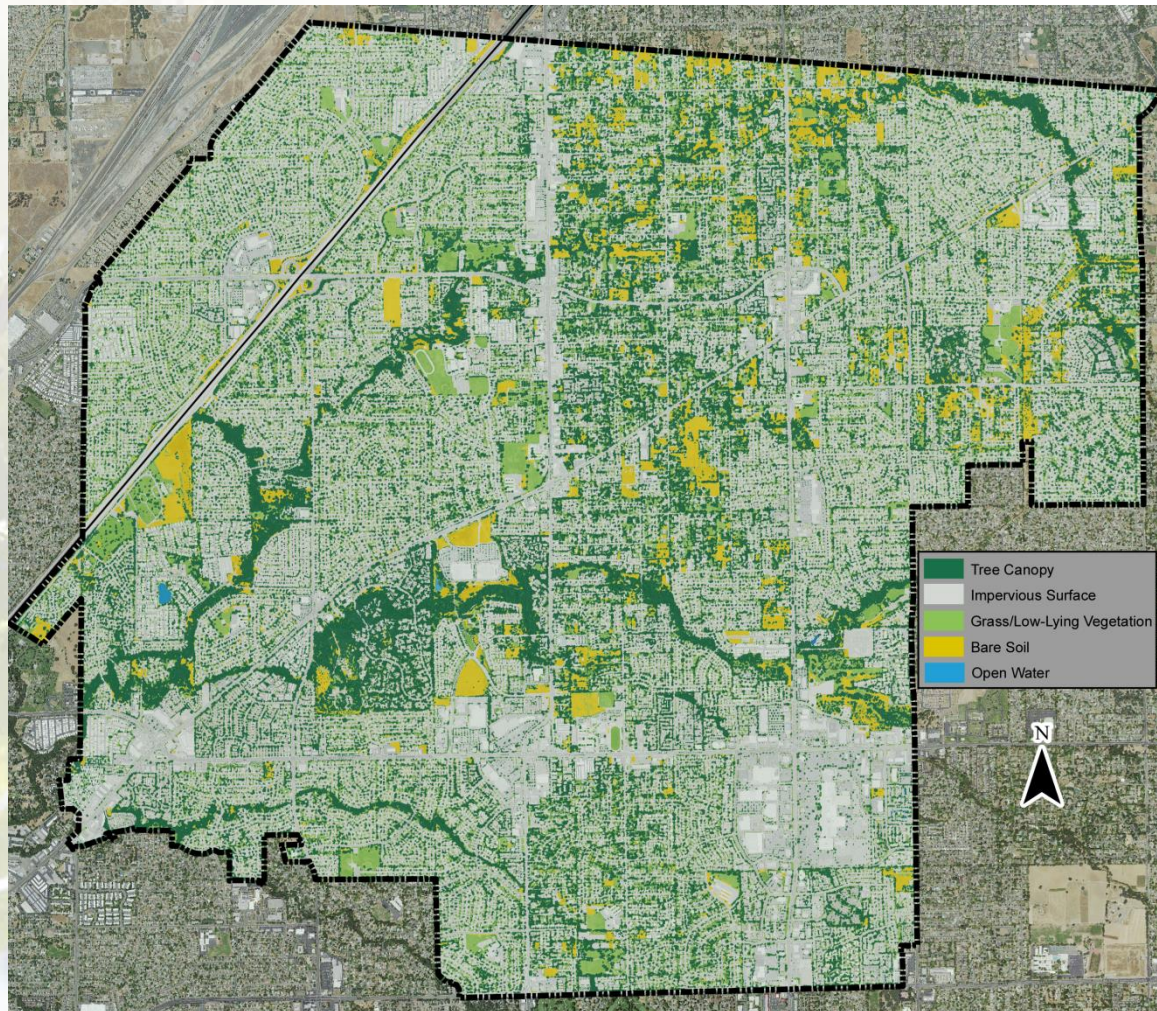 Tree Canopy
Impervious Surface
Grass/Low-Lying Vegetation
Bare Soil
Open Water
N